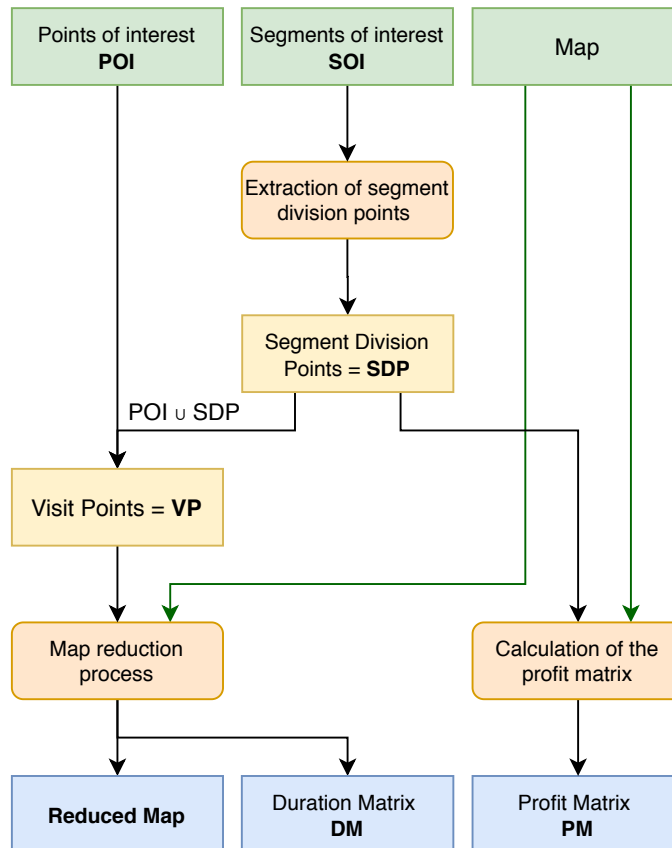 Points of interest
POI
Segments of interest
SOI
Map
Extraction of segment
division points
Segment Division
Points = SDP
POI ∪ SDP
Visit Points = VP
Map reduction
process
Calculation of the
profit matrix
Reduced Map
Duration Matrix
DM
Profit Matrix
PM